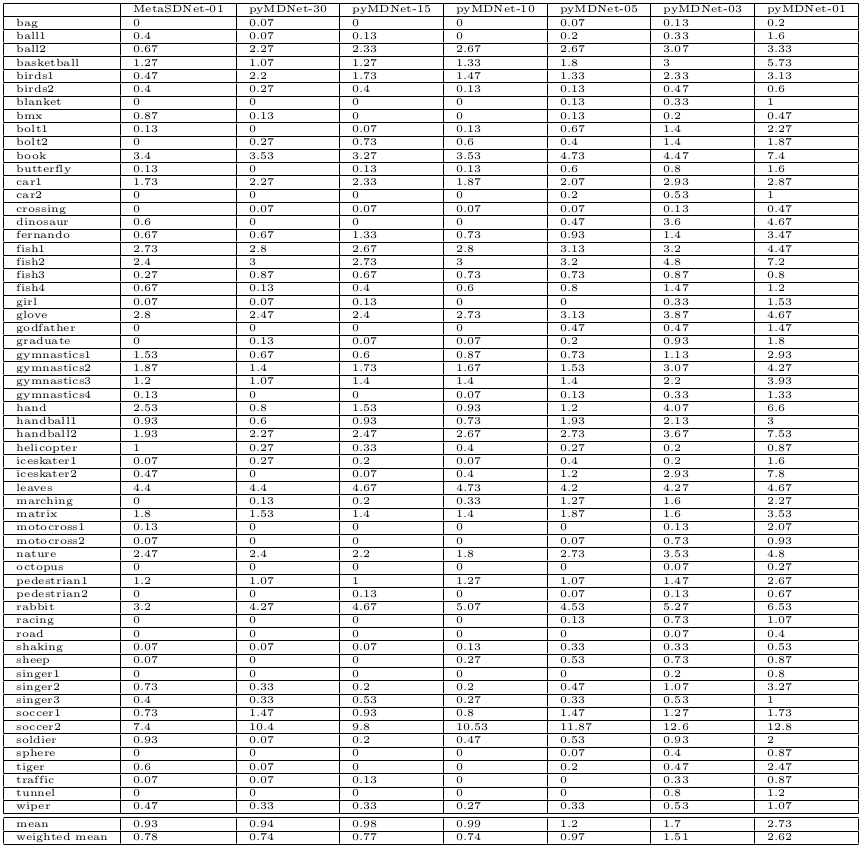 MetaSDNet-01 pyMDNet-30 pyMDNet-15 pyMDNet-10 pyMDNet-05 pyMDNet-03 pyMDNet-01
bag 0 0.07 0 0 0.07 0.13 0.2
ball1 0.4 0.07 0.13 0 0.2 0.33 1.6
ball2 0.67 2.27 2.33 2.67 2.67 3.07 3.33
basketball 1.27 1.07 1.27 1.33 1.8 3 5.73
birds1 0.47 2.2 1.73 1.47 1.33 2.33 3.13
birds2 0.4 0.27 0.4 0.13 0.13 0.47 0.6
blanket 0 0 0 0 0.13 0.33 1
bmx 0.87 0.13 0 0 0.13 0.2 0.47
bolt1 0.13 0 0.07 0.13 0.67 1.4 2.27
bolt2 0 0.27 0.73 0.6 0.4 1.4 1.87
book 3.4 3.53 3.27 3.53 4.73 4.47 7.4
butterfly 0.13 0 0.13 0.13 0.6 0.8 1.6
car1 1.73 2.27 2.33 1.87 2.07 2.93 2.87
car2 0 0 0 0 0.2 0.53 1
crossing 0 0.07 0.07 0.07 0.07 0.13 0.47
dinosaur 0.6 0 0 0 0.47 3.6 4.67
fernando 0.67 0.67 1.33 0.73 0.93 1.4 3.47
fish1 2.73 2.8 2.67 2.8 3.13 3.2 4.47
fish2 2.4 3 2.73 3 3.2 4.8 7.2
fish3 0.27 0.87 0.67 0.73 0.73 0.87 0.8
fish4 0.67 0.13 0.4 0.6 0.8 1.47 1.2
girl 0.07 0.07 0.13 0 0 0.33 1.53
glove 2.8 2.47 2.4 2.73 3.13 3.87 4.67
godfather 0 0 0 0 0.47 0.47 1.47
graduate 0 0.13 0.07 0.07 0.2 0.93 1.8
gymnastics1 1.53 0.67 0.6 0.87 0.73 1.13 2.93
gymnastics2 1.87 1.4 1.73 1.67 1.53 3.07 4.27
gymnastics3 1.2 1.07 1.4 1.4 1.4 2.2 3.93
gymnastics4 0.13 0 0 0.07 0.13 0.33 1.33
hand 2.53 0.8 1.53 0.93 1.2 4.07 6.6
handball1 0.93 0.6 0.93 0.73 1.93 2.13 3
handball2 1.93 2.27 2.47 2.67 2.73 3.67 7.53
helicopter 1 0.27 0.33 0.4 0.27 0.2 0.87
iceskater1 0.07 0.27 0.2 0.07 0.4 0.2 1.6
iceskater2 0.47 0 0.07 0.4 1.2 2.93 7.8
leaves 4.4 4.4 4.67 4.73 4.2 4.27 4.67
marching 0 0.13 0.2 0.33 1.27 1.6 2.27
matrix 1.8 1.53 1.4 1.4 1.87 1.6 3.53
motocross1 0.13 0 0 0 0 0.13 2.07
motocross2 0.07 0 0 0 0.07 0.73 0.93
nature 2.47 2.4 2.2 1.8 2.73 3.53 4.8
octopus 0 0 0 0 0 0.07 0.27
pedestrian1 1.2 1.07 1 1.27 1.07 1.47 2.67
pedestrian2 0 0 0.13 0 0.07 0.13 0.67
rabbit 3.2 4.27 4.67 5.07 4.53 5.27 6.53
racing 0 0 0 0 0.13 0.73 1.07
road 0 0 0 0 0 0.07 0.4
shaking 0.07 0.07 0.07 0.13 0.33 0.33 0.53
sheep 0.07 0 0 0.27 0.53 0.73 0.87
singer1 0 0 0 0 0 0.2 0.8
singer2 0.73 0.33 0.2 0.2 0.47 1.07 3.27
singer3 0.4 0.33 0.53 0.27 0.33 0.53 1
soccer1 0.73 1.47 0.93 0.8 1.47 1.27 1.73
soccer2 7.4 10.4 9.8 10.53 11.87 12.6 12.8
soldier 0.93 0.07 0.2 0.47 0.53 0.93 2
sphere 0 0 0 0 0.07 0.4 0.87
tiger 0.6 0.07 0 0 0.2 0.47 2.47
traffic 0.07 0.07 0.13 0 0 0.33 0.87
tunnel 0 0 0 0 0 0.8 1.2
wiper 0.47 0.33 0.33 0.27 0.33 0.53 1.07
mean 0.93 0.94 0.98 0.99 1.2 1.7 2.73
weighted mean 0.78 0.74 0.77 0.74 0.97 1.51 2.62